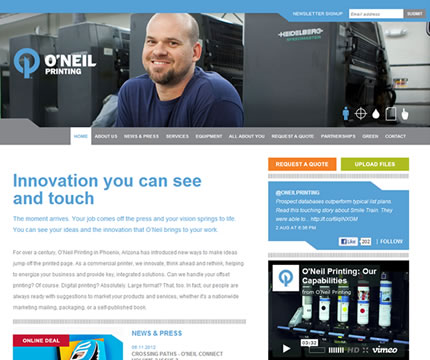 NEWSLETTER SIGNUP
Email address
SUBMIT
O'NEIL
PRINTING
HEIDELBERG
HOME ABOUT US NEWS & PRESS SERVICES EQUIPMENT ALL ABOUT YOU REQUEST A QUOTE PARTNERSHIPS GREEN CONTACT
Innovation you can see
and touch
The moment arrives. Your job comes off the press and your vision springs to life.
You can see your ideas and the innovation that O'Neil brings to your work.
For over a century, O'Neil Printing in Phoenix, Arizona has introduced new ways to make ideas
jump off the printed page. As a commercial printer, we innovate, think ahead and rethink, helping
to energize your business and provide key, integrated solutions. Can we handle your offset
printing? Of course. Digital printing? Absolutely. Large format? That, too. In fact, our people are
always ready with suggestions to market your products and services, whether it's a nationwide
marketing mailing, packaging, or a self-published book.
ONLINE DEAL
NEWS & PRESS
08.11.2012
CROSSING PATHS - O'NEIL CONNECT
REQUEST A QUOTE
UPLOAD FILES
@ONEILPRINTING
Prospect databases outperform typical list plans.
Read this touching story about Smile Train. They
were able to...
2 AUG AT 6:38 PM
Like 202
FOLLOW
O'Neil Printing: Our
Capabilities
from O'Neil Printing
03:32
HD
vimeo